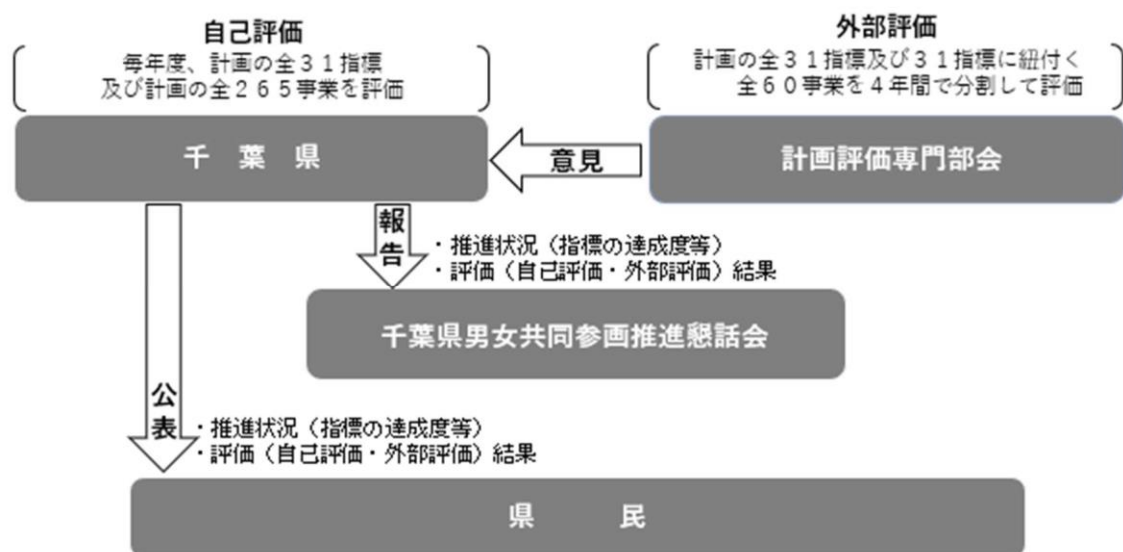 自己評価
毎年度、計画の全３１指標
及び計画の全２６５事業を評価
外部評価
計画の全３１指標及び３１指標に紐付く
全６０事業を４年間で分割して評価
千　葉　県
意見
計画評価専門部会
報告
・推進状況（指標の達成度等）
・評価（自己評価・外部評価）結果
千葉県男女共同参画推進懇話会
公表
・推進状況（指標の達成度等）
・評価（自己評価・外部評価）結果
県　　　民